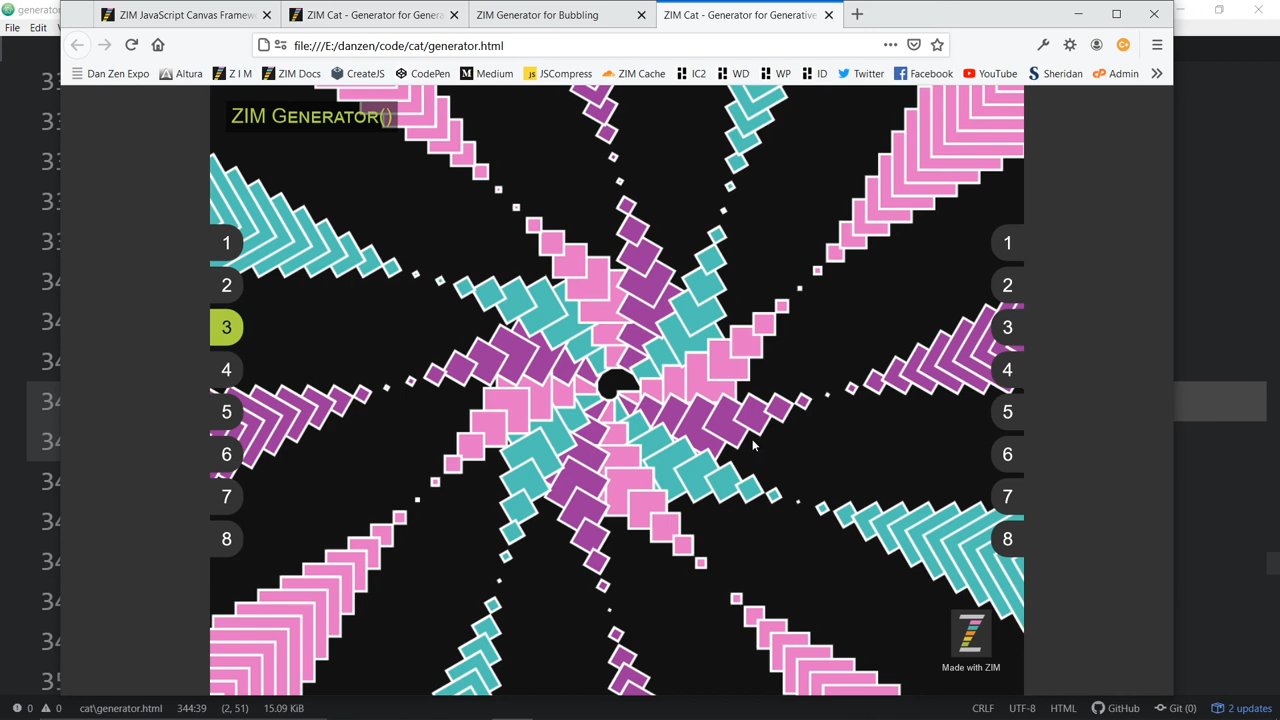 ZIM JavaScript Canvas Framew
ZIM Cat - Generator for Genera
ZIM Generator for Bubbling
ZIM Cat - Generator for Generative
File Edit
file:///E:/danzen/code/cat/generator.html
Dan Zen Expo Altura Z I M ZIM Docs CreateJS CodePen Medium JSCompress ZIM Cache IC2 WD WP ID Twitter Facebook YouTube Sheridan Admin
ZIM GENERATOR()
1 1
2 2
3 3
4 4
5 5
6 6
7 7
8 8
Made with ZIM
0 0 cat\generator.html 344:39 (2, 51) 15.09 KiB CRLF UTF-8 HTML GitHub Git (0) 2 updates